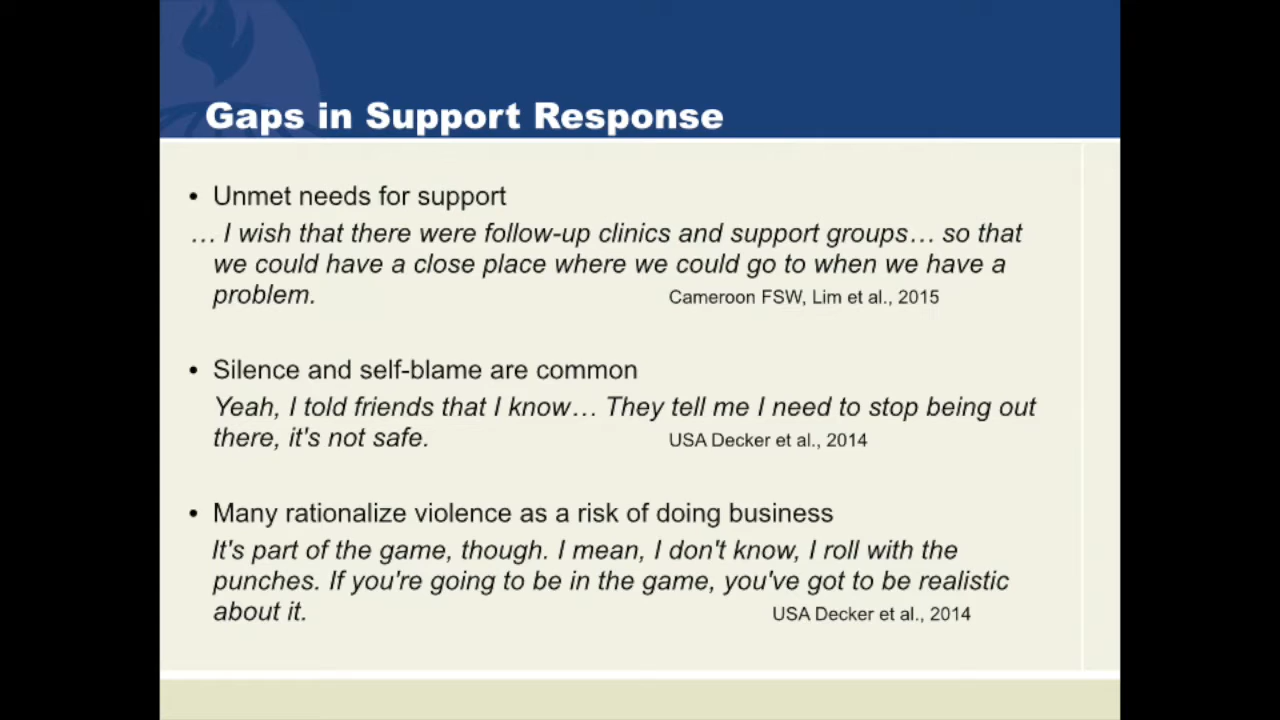 Gaps in Support Response
• Unmet needs for support
… I wish that there were follow-up clinics and support groups… so that
we could have a close place where we could go to when we have a
problem. Cameroon FSW, Lim et al., 2015
• Silence and self-blame are common
Yeah, I told friends that I know… They tell me I need to stop being out
there, it's not safe. USA Decker et al., 2014
• Many rationalize violence as a risk of doing business
It's part of the game, though. I mean, I don't know, I roll with the
punches. If you're going to be in the game, you've got to be realistic
about it. USA Decker et al., 2014